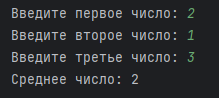 Введите первое число: 2
Введите второе число: 1
Введите третье число: 3
Среднее число: 2